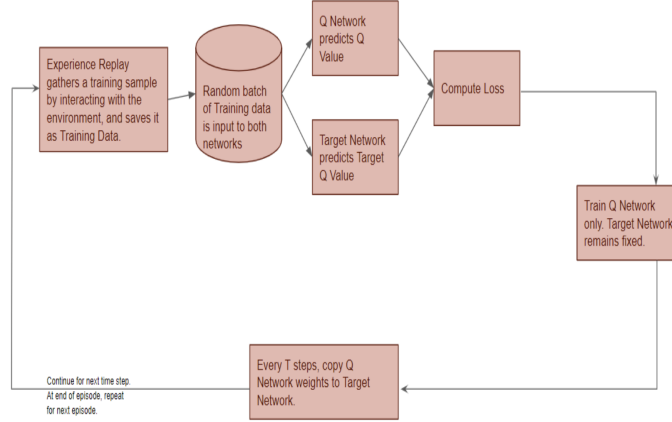 Experience Replay
gathers a training sample
by interacting with the
environment, and saves it
as Training Data.
Random batch
of Training data
is input to both
networks
Q Network
predicts Q
Value
Target Network
predicts Target
Q Value
Compute Loss
Train Q Network
only. Target Network
remains fixed.
Every T steps, copy Q
Network weights to Target
Network.
Continue for next time step.
At end of episode, repeat
for next episode.